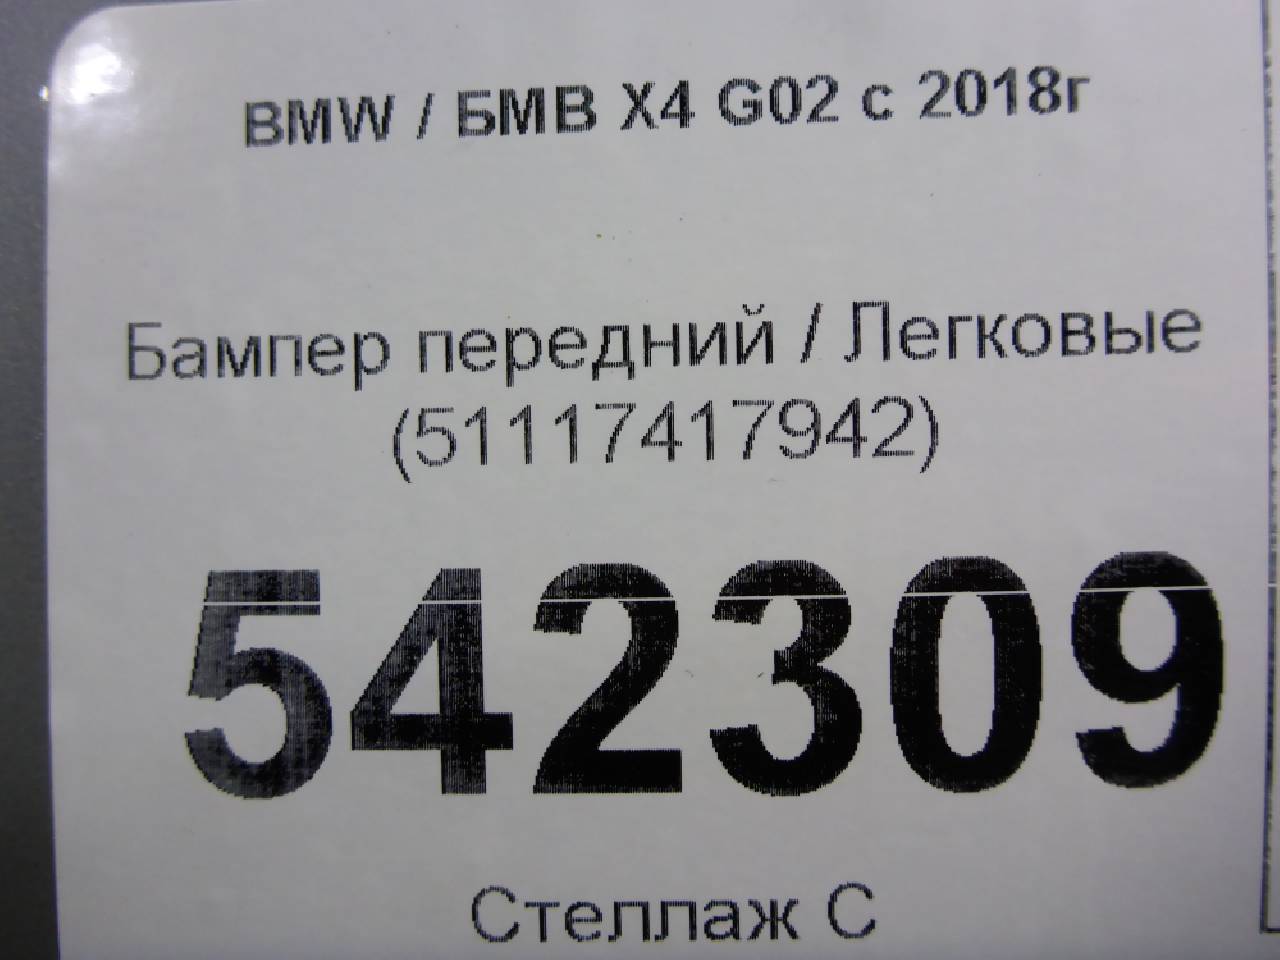 BMW / БМВ X4 G02 с 2018г
Бампер передний / Легковые
(51117417942)
542309
Стеллаж С